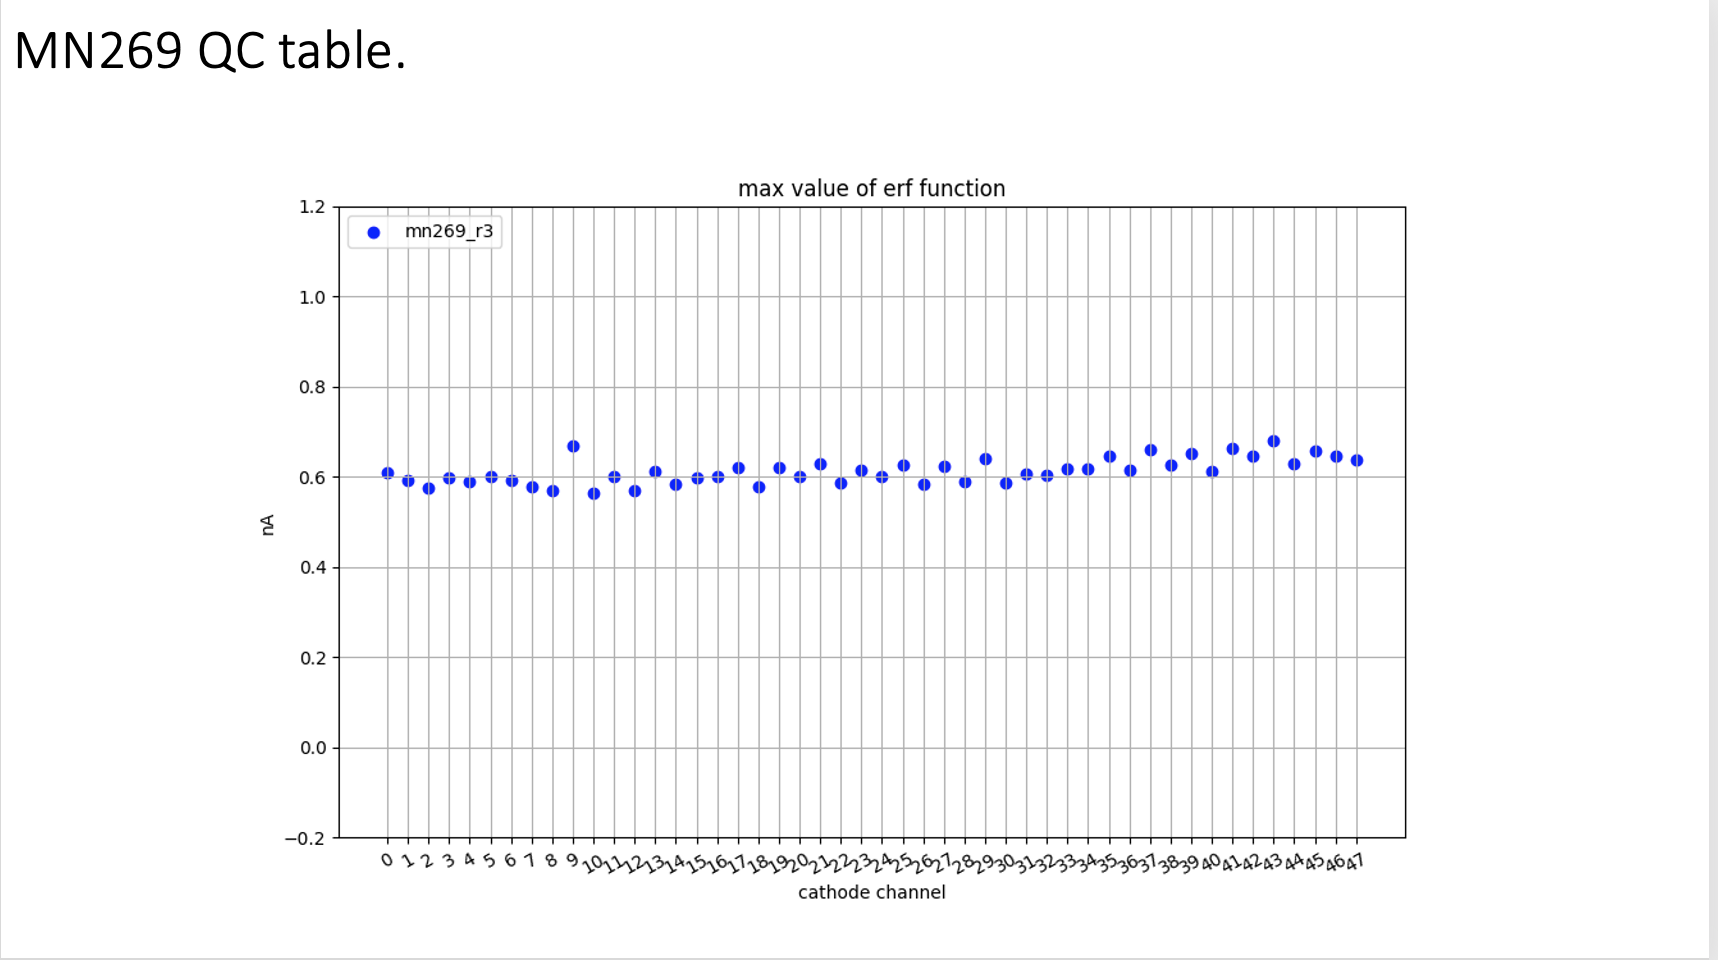 MN269 QC table.
max value of erf function
mn269_r3
1.2
1.0
0.8
0.6
0.4
0.2
0.0
−0.2
nA
0 1 2 3 4 5 6 7 8 9 10 11 12 13 14 15 16 17 18 19 20 21 22 23 24 25 26 27 28 29 30 31 32 33 34 35 36 37 38 39 40 41 42 43 44 45 46 47
cathode channel